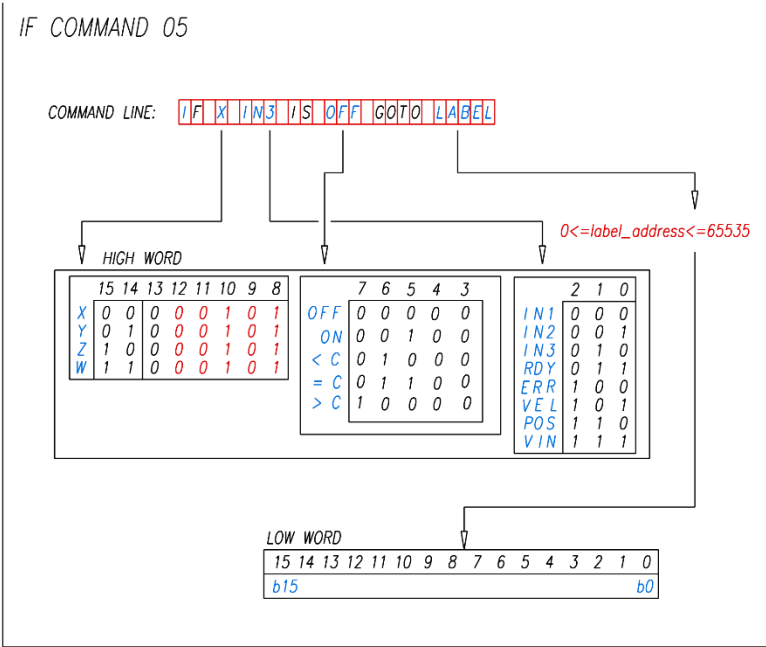 IF COMMAND 05
COMMAND LINE: IF X IN3 IS OFF GOTO LABEL
0<=label_address<=65535
HIGH WORD
15 14 13 12 11 10 9 8
X 0 0 0 0 0 1 0 1
Y 0 1 0 0 0 1 0 1
Z 1 0 0 0 0 1 0 1
W 1 1 0 0 0 1 0 1
7 6 5 4 3
OFF 0 0 0 0 0
ON 0 0 1 0 0
< C 0 1 0 0 0
= C 0 1 1 0 0
> C 1 0 0 0 0
2 1 0
IN1 0 0 0
IN2 0 0 1
IN3 0 1 0
RDY 0 1 1
ERR 1 0 0
VEL 1 0 1
POS 1 1 0
VIN 1 1 1
LOW WORD
15 14 13 12 11 10 9 8 7 6 5 4 3 2 1 0
b15 b0